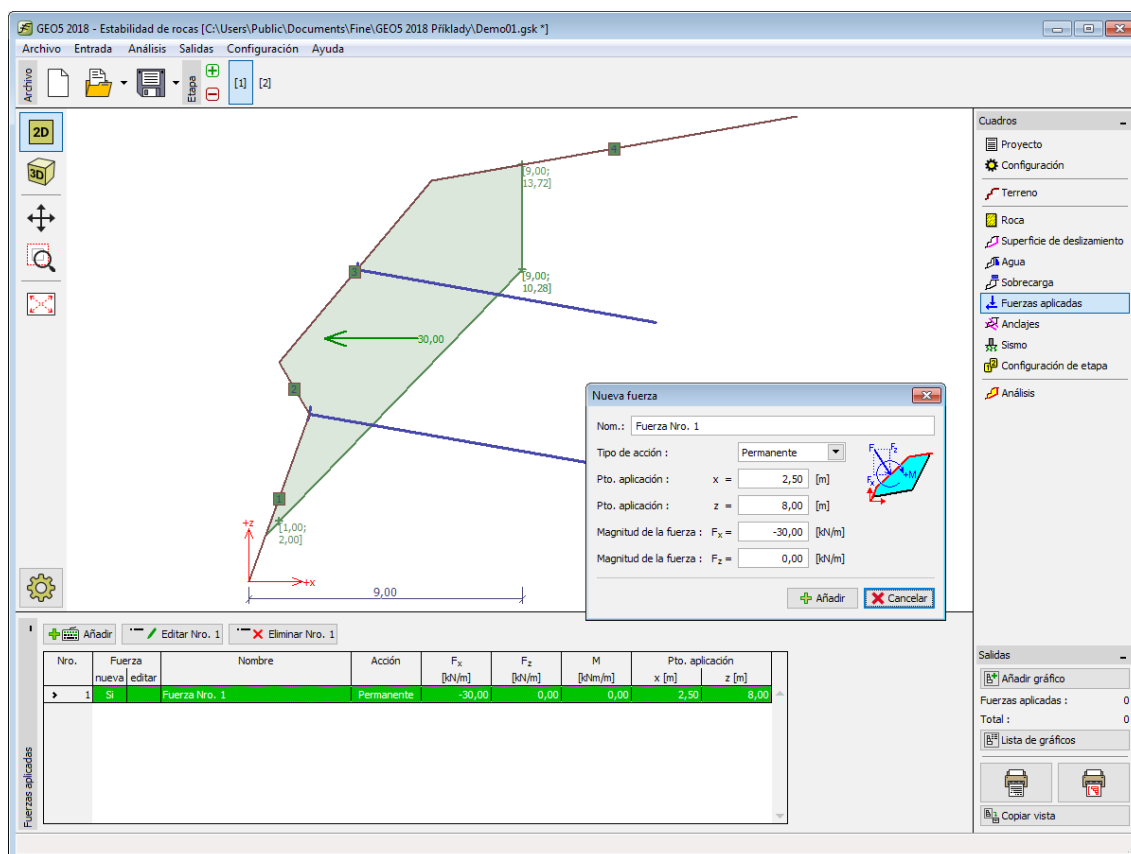 GEO5 2018 - Estabilidad de rocas [C:\Users\Public\Documents\Fine\GEO5 2018 Příklady\Demo01.gsk *]
Archivo Entrada Análisis Salidas Configuración Ayuda
Archivo
Etapa
[1] [2]
2D
3D
4
[9,00;
13,72]
3
[9,00;
10,28]
30,00
2
1
[1,00;
2,00]
+z
+x
9,00
Nueva fuerza
Nom.: Fuerza Nro. 1
Tipo de acción : Permanente
Pto. aplicación : x = 2,50 [m]
Pto. aplicación : z = 8,00 [m]
Magnitud de la fuerza : Fx = -30,00 [kN/m]
Magnitud de la fuerza : Fz = 0,00 [kN/m]
F Fz
+M
Fx
Añadir Cancelar
Cuadros
Proyecto
Configuración
Terreno
Roca
Superficie de deslizamiento
Agua
Sobrecarga
Fuerzas aplicadas
Anclajes
Sismo
Configuración de etapa
Análisis
Añadir Editar Nro. 1 Eliminar Nro. 1
Nro. Fuerza Nombre Acción Fx Fz M Pto. aplicación
nueva editar [kN/m] [kN/m] [kNm/m] x [m] z [m]
> 1 Si Fuerza Nro. 1 Permanente -30,00 0,00 0,00 2,50 8,00
Fuerzas aplicadas
Salidas
Añadir gráfico
Fuerzas aplicadas : 0
Total : 0
Lista de gráficos
Copiar vista